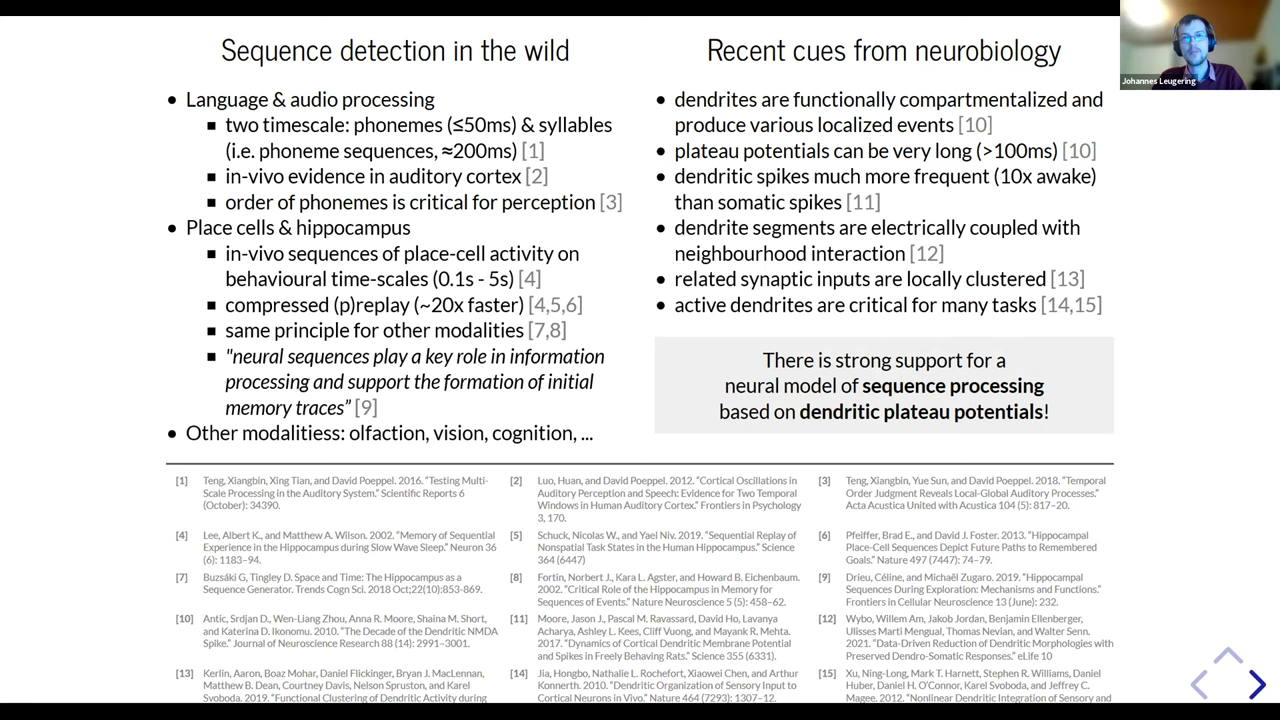 Sequence detection in the wild
• Language & audio processing
▪ two timescale: phonemes (≤50ms) & syllables
(i.e. phoneme sequences, ≈200ms) [1]
▪ in-vivo evidence in auditory cortex [2]
▪ order of phonemes is critical for perception [3]
• Place cells & hippocampus
▪ in-vivo sequences of place-cell activity on
behavioural time-scales (0.1s - 5s) [4]
▪ compressed (p)replay (~20x faster) [4,5,6]
▪ same principle for other modalities [7,8]
▪ "neural sequences play a key role in information
processing and support the formation of initial
memory traces” [9]
• Other modalitiess: olfaction, vision, cognition, ...
Recent cues from neurobiology
• dendrites are functionally compartmentalized and
produce various localized events [10]
• plateau potentials can be very long (>100ms) [10]
• dendritic spikes much more frequent (10x awake)
than somatic spikes [11]
• dendrite segments are electrically coupled with
neighbourhood interaction [12]
• related synaptic inputs are locally clustered [13]
• active dendrites are critical for many tasks [14,15]
There is strong support for a
neural model of sequence processing
based on dendritic plateau potentials!
Johannes Leugering
[1] Teng, Xiangbin, Xing Tian, and David Poeppel. 2016. “Testing Multi-
Scale Processing in the Auditory System.” Scientific Reports 6
(October): 34390.
[2] Luo, Huan, and David Poeppel. 2012. “Cortical Oscillations in
Auditory Perception and Speech: Evidence for Two Temporal
Windows in Human Auditory Cortex.” Frontiers in Psychology
3, 170.
[3] Teng, Xiangbin, Yue Sun, and David Poeppel. 2018. “Temporal
Order Judgment Reveals Local-Global Auditory Processes.”
Acta Acustica United with Acustica 104 (5): 817–20.
[4] Lee, Albert K., and Matthew A. Wilson. 2002. “Memory of Sequential
Experience in the Hippocampus during Slow Wave Sleep.” Neuron 36
(6): 1183–94.
[5] Schuck, Nicolas W., and Yael Niv. 2019. “Sequential Replay of
Nonspatial Task States in the Human Hippocampus.” Science
364 (6447)
[6] Pfeiffer, Brad E., and David J. Foster. 2013. “Hippocampal
Place-Cell Sequences Depict Future Paths to Remembered
Goals.” Nature 497 (7447): 74–79.
[7] Buzsáki G, Tingley D. Space and Time: The Hippocampus as a
Sequence Generator. Trends Cogn Sci. 2018 Oct;22(10):853-869.
[8] Fortin, Norbert J., Kara L. Agster, and Howard B. Eichenbaum.
2002. “Critical Role of the Hippocampus in Memory for
Sequences of Events.” Nature Neuroscience 5 (5): 458–62.
[9] Drieu, Céline, and Michaël Zugaro. 2019. “Hippocampal
Sequences During Exploration: Mechanisms and Functions.”
Frontiers in Cellular Neuroscience 13 (June): 232.
[10] Antic, Srdjan D., Wen-Liang Zhou, Anna R. Moore, Shaina M. Short,
and Katerina D. Ikonomu. 2010. “The Decade of the Dendritic NMDA
Spike.” Journal of Neuroscience Research 88 (14): 2991–3001.
[11] Moore, Jason J., Pascal M. Ravassard, David Ho, Lavanya
Acharya, Ashley L. Kees, Cliff Vuong, and Mayank R. Mehta.
2017. “Dynamics of Cortical Dendritic Membrane Potential
and Spikes in Freely Behaving Rats.” Science 355 (6331).
[12] Wybo, Willem Am, Jakob Jordan, Benjamin Ellenberger,
Ulisses Marti Mengual, Thomas Nevian, and Walter Senn.
2021. “Data-Driven Reduction of Dendritic Morphologies with
Preserved Dendro-Somatic Responses.” eLife 10
[13] Kerlin, Aaron, Boaz Mohar, Daniel Flickinger, Bryan J. MacLennan,
Matthew B. Dean, Courtney Davis, Nelson Spruston, and Karel
Svoboda. 2019. “Functional Clustering of Dendritic Activity during
[14] Jia, Hongbo, Nathalie L. Rochefort, Xiaowei Chen, and Arthur
Konnerth. 2010. “Dendritic Organization of Sensory Input to
Cortical Neurons in Vivo.” Nature 464 (7293): 1307–12.
[15] Xu, Ning-Long, Mark T. Harnett, Stephen R. Williams, Daniel
Huber, Daniel H. O’Connor, Karel Svoboda, and Jeffrey C.
Magee. 2012. “Nonlinear Dendritic Integration of Sensory and